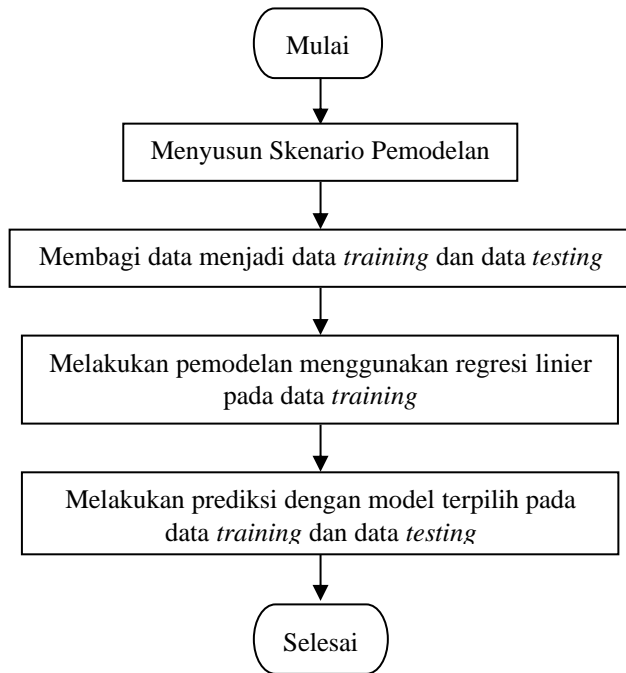 Mulai
Menyusun Skenario Pemodelan
Membagi data menjadi data training dan data testing
Melakukan pemodelan menggunakan regresi linier
pada data training
Melakukan prediksi dengan model terpilih pada
data training dan data testing
Selesai